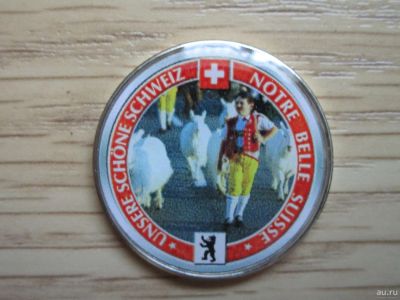 UNSERE SCHÖNE SCHWEIZ
NOTRE BELLE SUISSE
au.ru